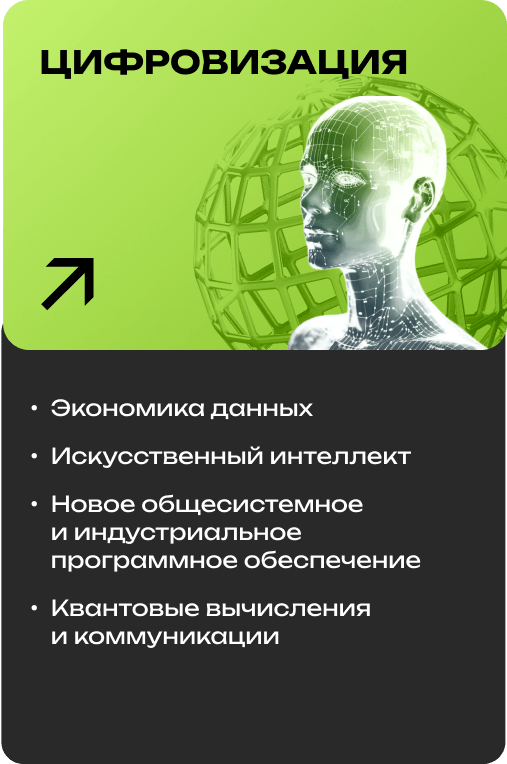 ЦИФРОВИЗАЦИЯ
• Экономика данных
• Искусственный интеллект
• Новое общесистемное
и индустриальное
программное обеспечение
• Квантовые вычисления
и коммуникации